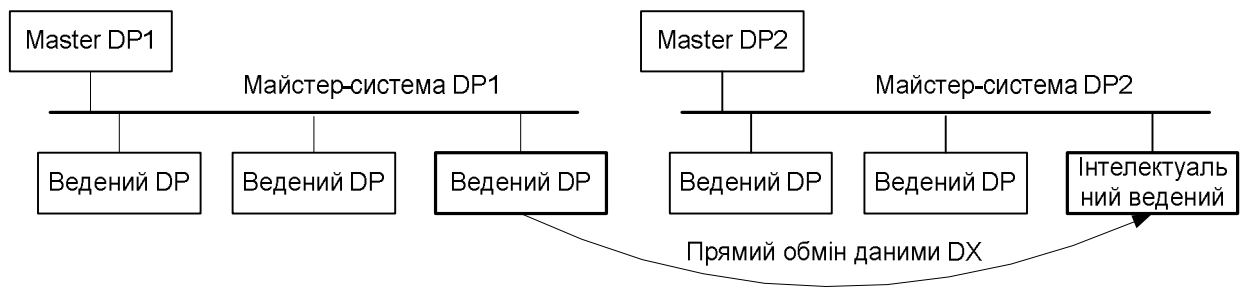 Master DP1
Master DP2
Майстер-система DP1
Майстер-система DP2
Ведений DP
Ведений DP
Ведений DP
Ведений DP
Ведений DP
Інтелектуаль
ний ведений
Прямий обмін даними DX